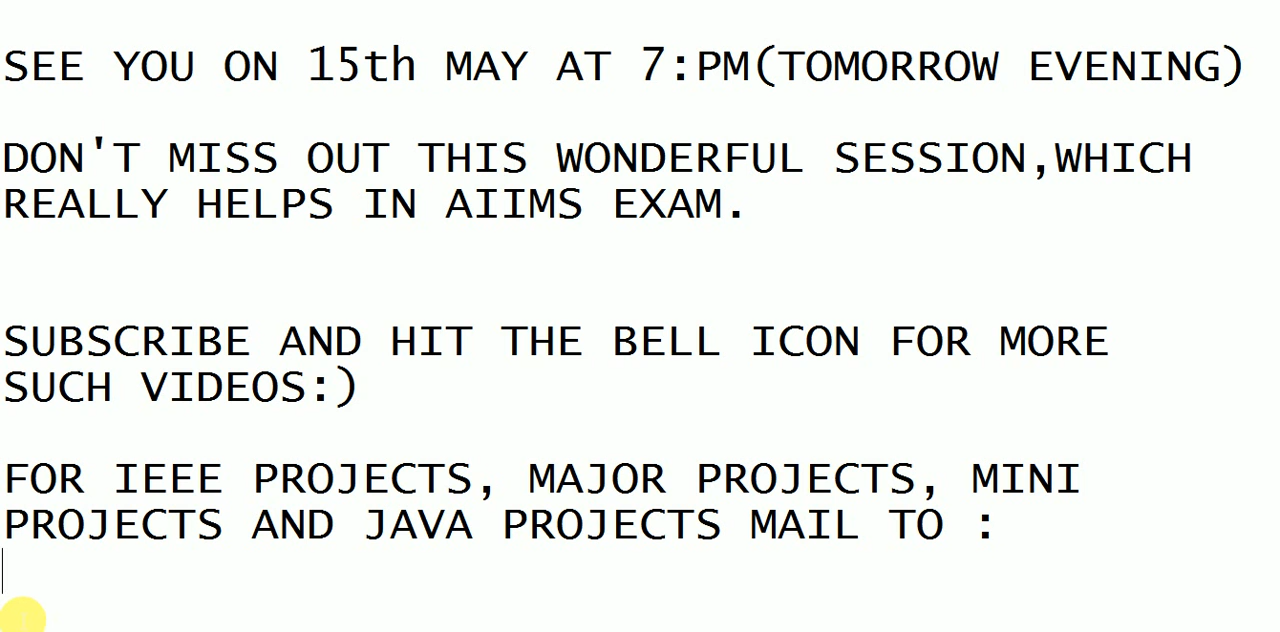 SEE YOU ON 15th MAY AT 7:PM(TOMORROW EVENING)
DON'T MISS OUT THIS WONDERFUL SESSION,WHICH
REALLY HELPS IN AIIMS EXAM.
SUBSCRIBE AND HIT THE BELL ICON FOR MORE
SUCH VIDEOS:)
FOR IEEE PROJECTS, MAJOR PROJECTS, MINI
PROJECTS AND JAVA PROJECTS MAIL TO :